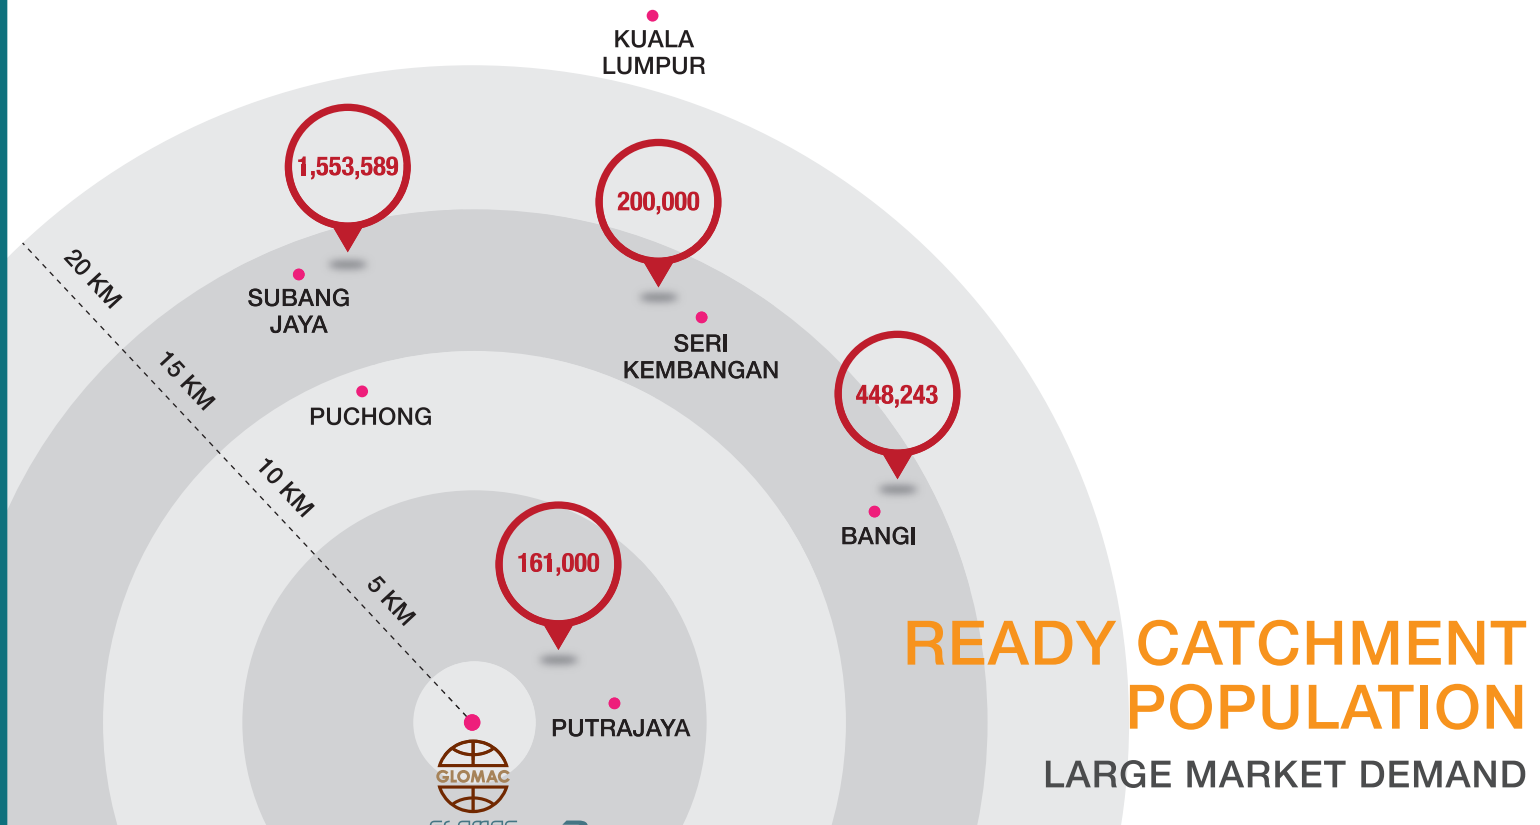 KUALA
LUMPUR
1,553,589
200,000
20 KM
SUBANG
JAYA
SERI
KEMBANGAN
15 KM
448,243
PUCHONG
10 KM
BANGI
161,000
5 KM
PUTRAJAYA
GLOMAC
READY CATCHMENT
POPULATION
LARGE MARKET DEMAND